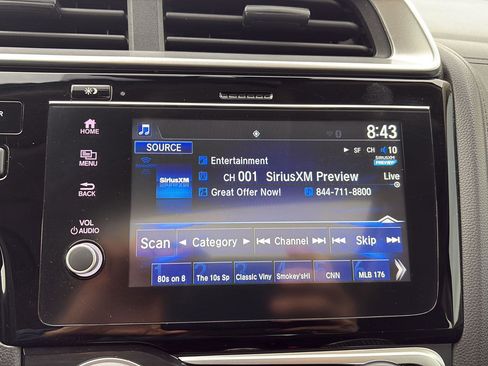 HOME
MENU
BACK
VOL
AUDIO
8:43
SOURCE
SF CH 10
Entertainment
SIRIUSXM
PREVIEW
CH 001 SiriusXM Preview
Live
SiriusXM
Great Offer Now! 844-711-8800
Scan Category Channel Skip
80s on 8 The 10s Sp Classic Viny Smokey'sHi CNN MLB 176